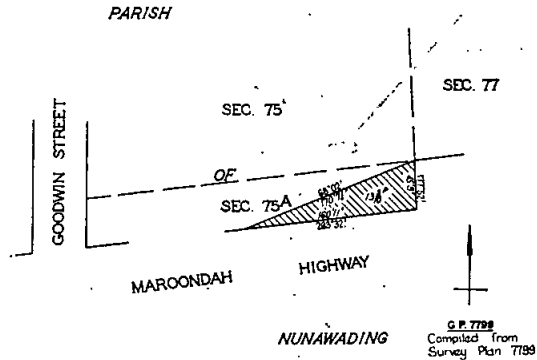 PARISH
SEC. 77
SEC. 75
GOODWIN STREET
OF
SEC. 75A
MAROONDAH HIGHWAY
NUNAWADING
G P. 7799
Compiled from
Survey Plan 7799